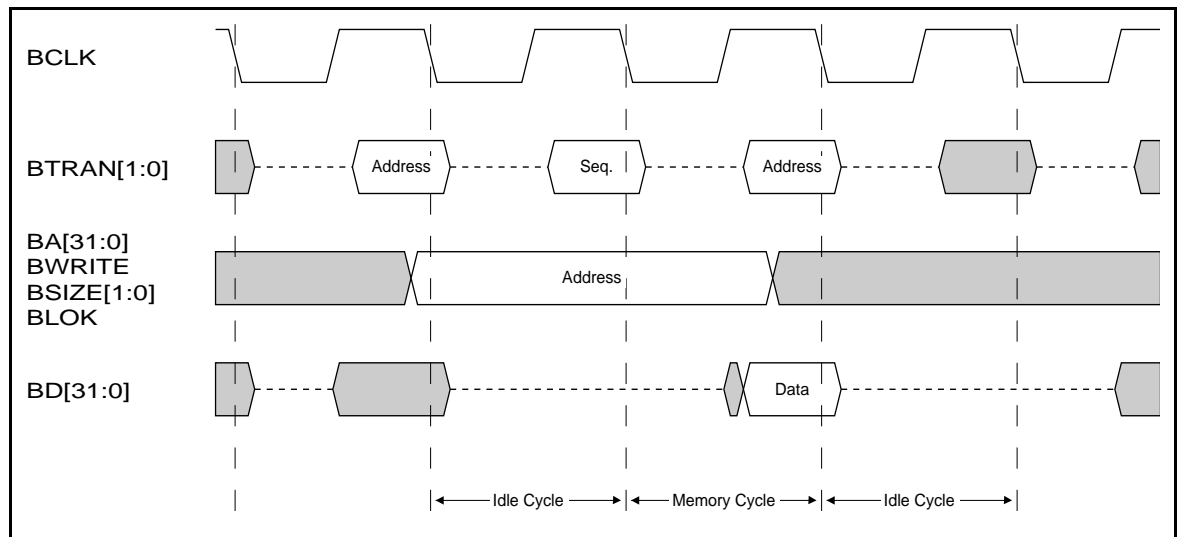 BCLK
BTRAN[1:0]
Address
Seq.
Address
BA[31:0]
BWRITE
BSIZE[1:0]
BLOK
Address
BD[31:0]
Data
Idle Cycle
Memory Cycle
Idle Cycle